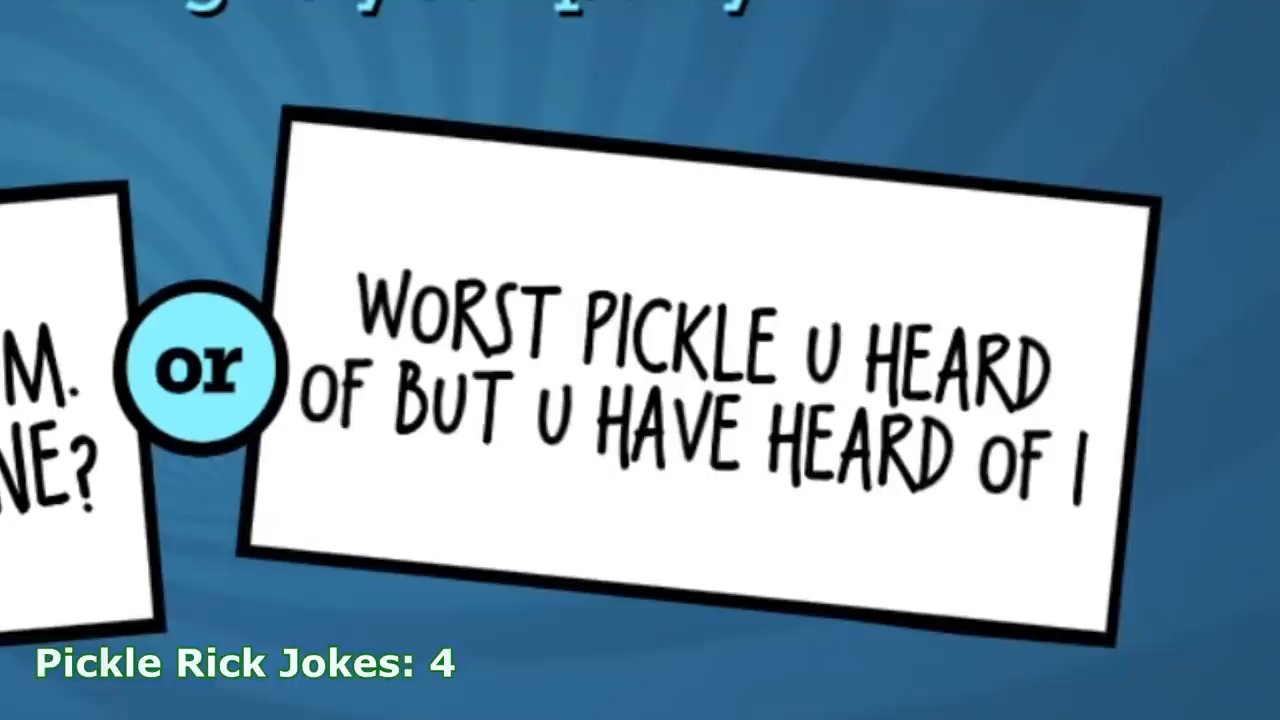 M.
NE?
or
WORST PICKLE U HEARD
OF BUT U HAVE HEARD OF I
Pickle Rick Jokes: 4